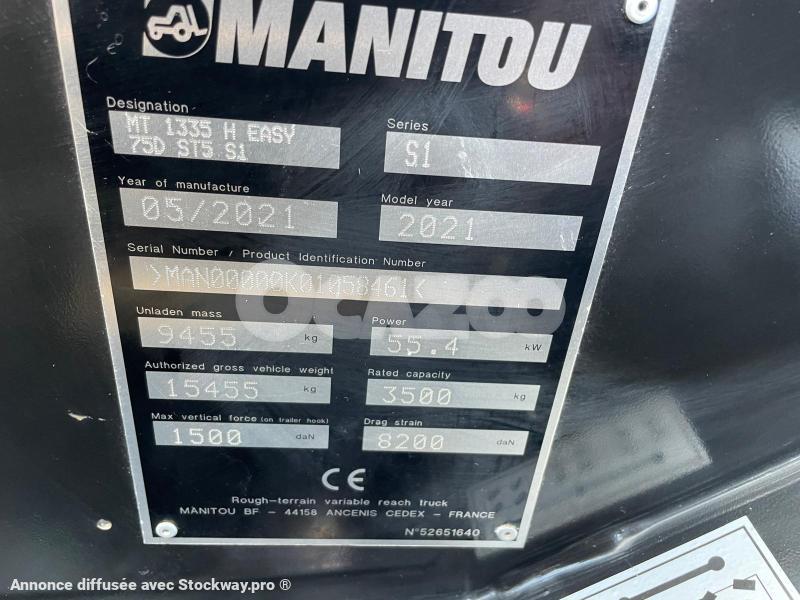 MANITOU
Designation
MT 1335 H EASY
75D ST5 S1
Series
S1
Year of manufacture
05/2021
Model year
2021
Serial Number / Product Identification Number
>MAN00000K01058461<
OCAZOO
Unladen mass
9455 kg
Power
55.4 kW
Authorized gross vehicle weight
15455 kg
Rated capacity
3500 kg
Max vertical force (on trailer hook)
1500 daN
Drag strain
8200 daN
CE
Rough-terrain variable reach truck
MANITOU BF - 44158 ANCENIS CEDEX - FRANCE
N°52651640
Annonce diffusée avec Stockway.pro ®